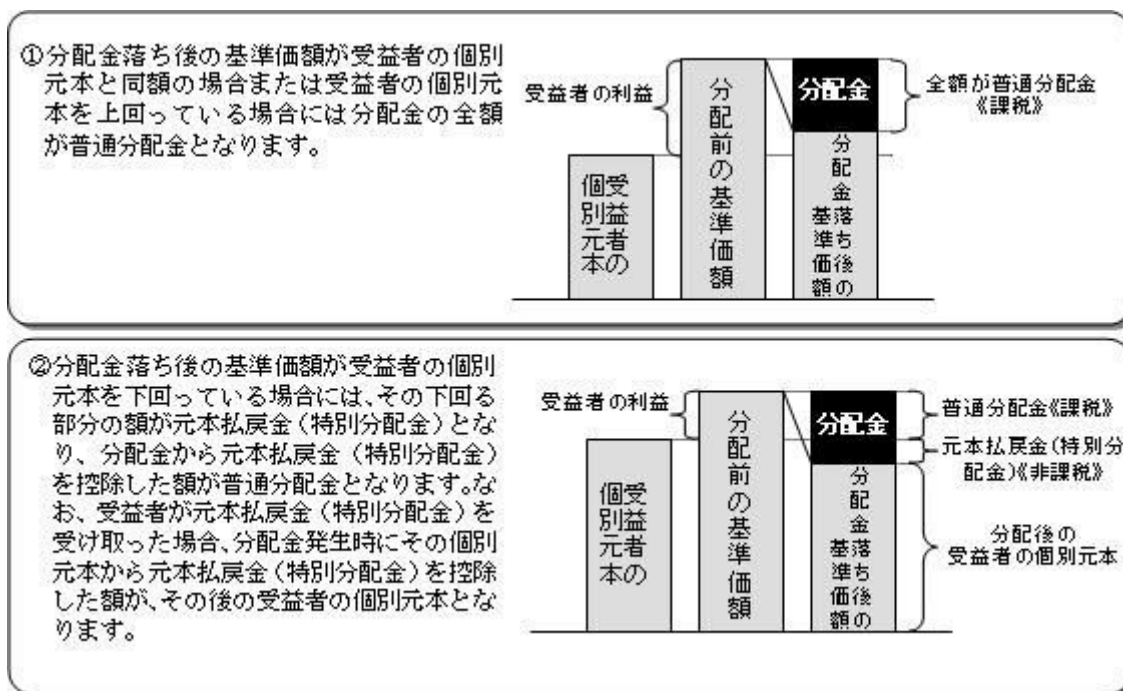 ①分配金落ち後の基準価額が受益者の個別
元本と同額の場合または受益者の個別元
本を上回っている場合には分配金の全額
が普通分配金となります。
受益者の利益
受益者の
個別元本
分配前の基準価額
分配金
分配金落ち後の
基準価額
全額が普通分配金
《課税》
②分配金落ち後の基準価額が受益者の個別
元本を下回っている場合には、その下回る
部分の額が元本払戻金（特別分配金）とな
り、分配金から元本払戻金（特別分配金）
を控除した額が普通分配金となります。な
お、受益者が元本払戻金（特別分配金）を
受け取った場合、分配金発生時にその個別
元本から元本払戻金（特別分配金）を控除
した額が、その後の受益者の個別元本とな
ります。
受益者の利益
受益者の
個別元本
分配前の基準価額
分配金
分配金落ち後の
基準価額
普通分配金《課税》
元本払戻金（特別分
配金）《非課税》
分配後の
受益者の個別元本